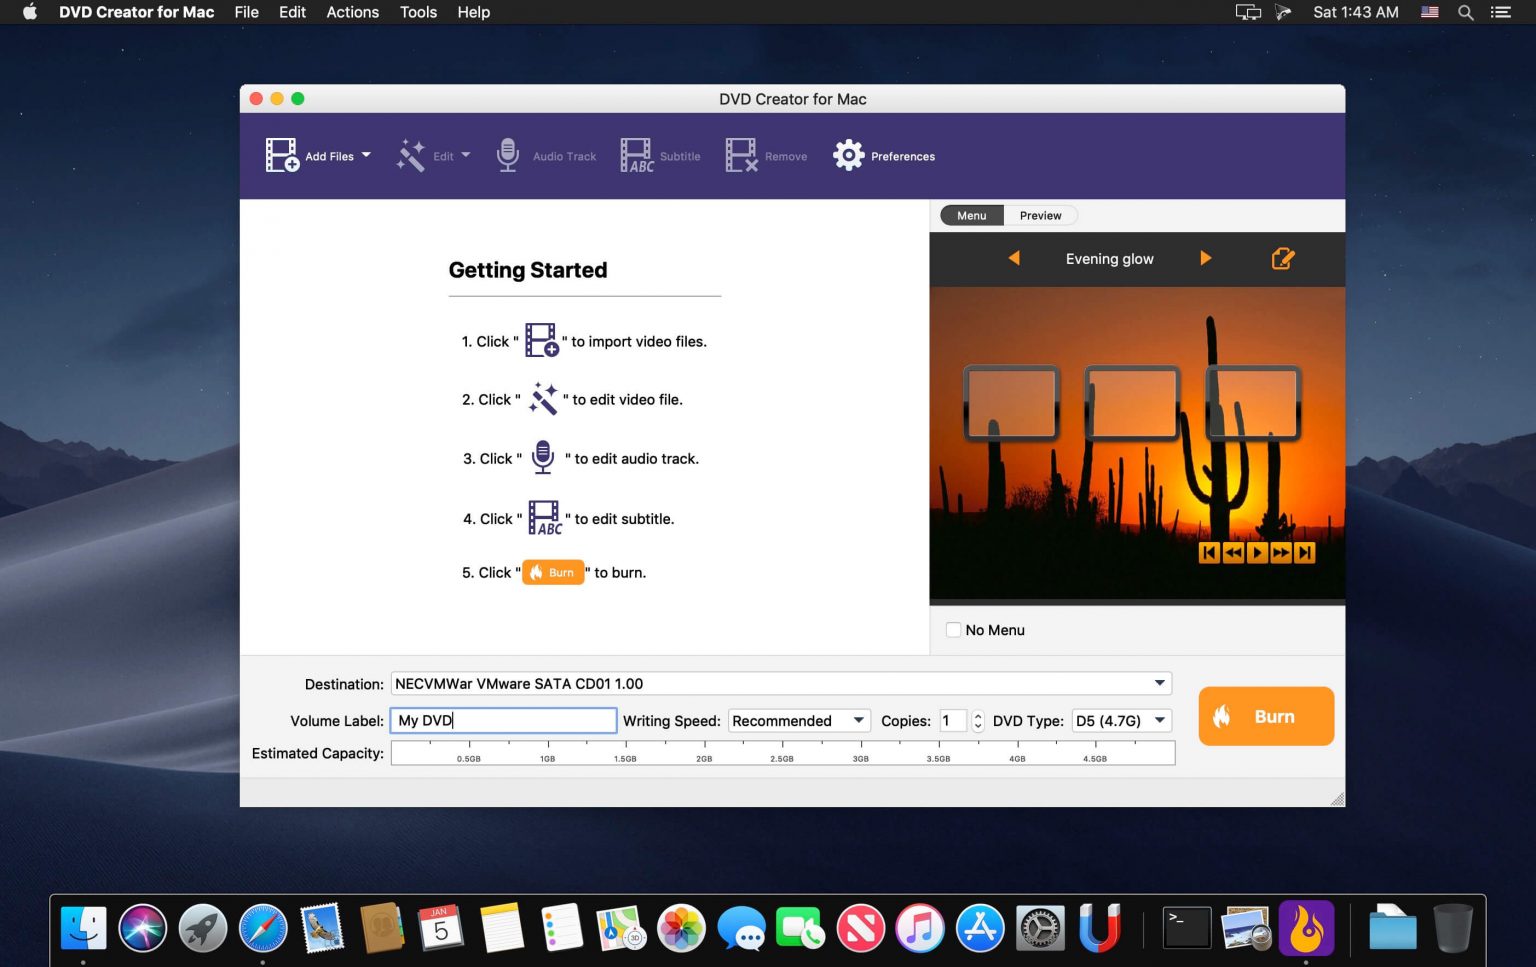 DVD Creator for Mac File Edit Actions Tools Help Sat 1:43 AM
DVD Creator for Mac
Add Files Edit Audio Track ABC Subtitle Remove Preferences
Menu Preview
Evening glow
Getting Started
1. Click " " to import video files.
2. Click " " to edit video file.
3. Click " " to edit audio track.
4. Click " ABC " to edit subtitle.
5. Click " Burn " to burn.
No Menu
Destination: NECVMWar VMware SATA CD01 1.00
Volume Label: My DVD Writing Speed: Recommended Copies: 1 DVD Type: D5 (4.7G)
Burn
Estimated Capacity: 0.5GB 1GB 1.5GB 2GB 2.5GB 3GB 3.5GB 4GB 4.5GB
JAN
5
3D
>_